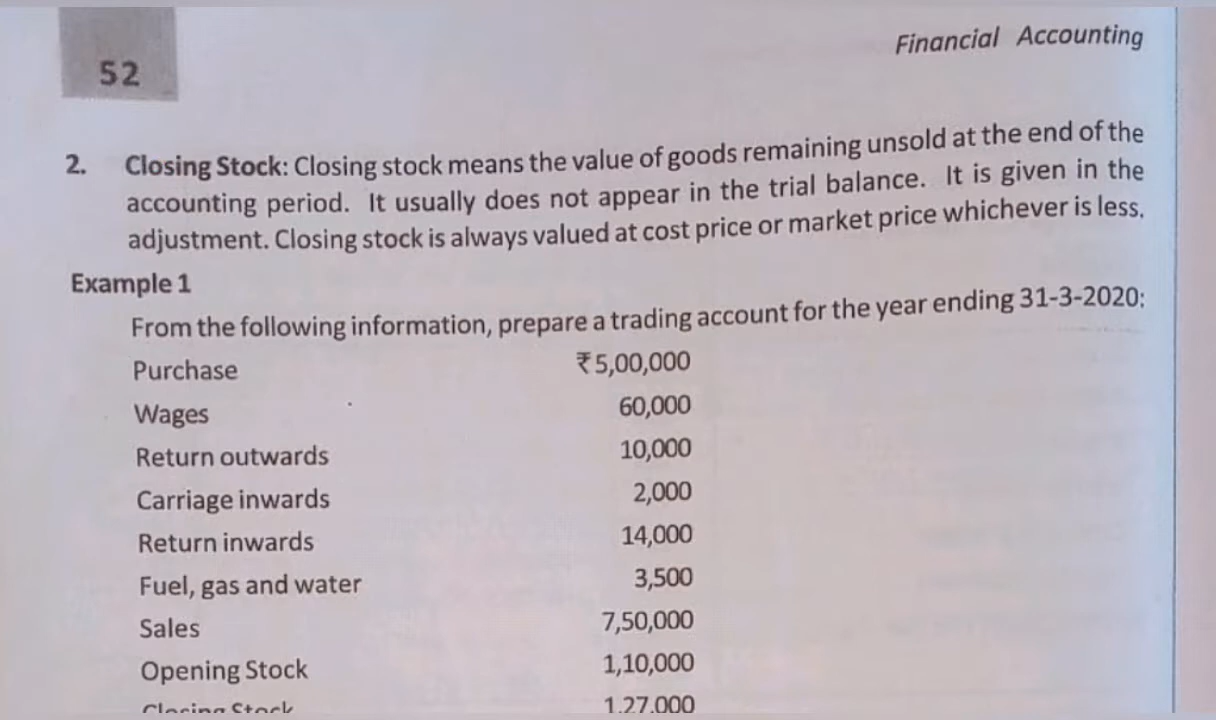 52
Financial Accounting
2. Closing Stock: Closing stock means the value of goods remaining unsold at the end of the
accounting period. It usually does not appear in the trial balance. It is given in the
adjustment. Closing stock is always valued at cost price or market price whichever is less.
Example 1
From the following information, prepare a trading account for the year ending 31-3-2020:
Purchase ₹5,00,000
Wages 60,000
Return outwards 10,000
Carriage inwards 2,000
Return inwards 14,000
Fuel, gas and water 3,500
Sales 7,50,000
Opening Stock 1,10,000
Closing Stock 1,27,000